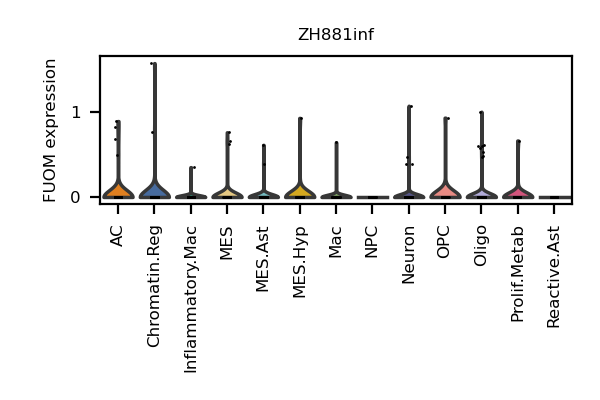 ZH881inf
FUOM expression
1
0
AC
Chromatin.Reg
Inflammatory.Mac
MES
MES.Ast
MES.Hyp
Mac
NPC
Neuron
OPC
Oligo
Prolif.Metab
Reactive.Ast